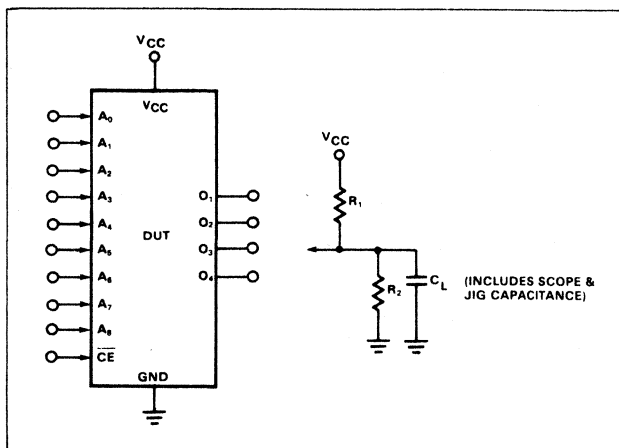 VCC
VCC
A0
A1
A2
A3
A4
A5
A6
A7
A8
CE
O1
O2
O3
O4
DUT
GND
VCC
R1
R2
CL
(INCLUDES SCOPE &
JIG CAPACITANCE)